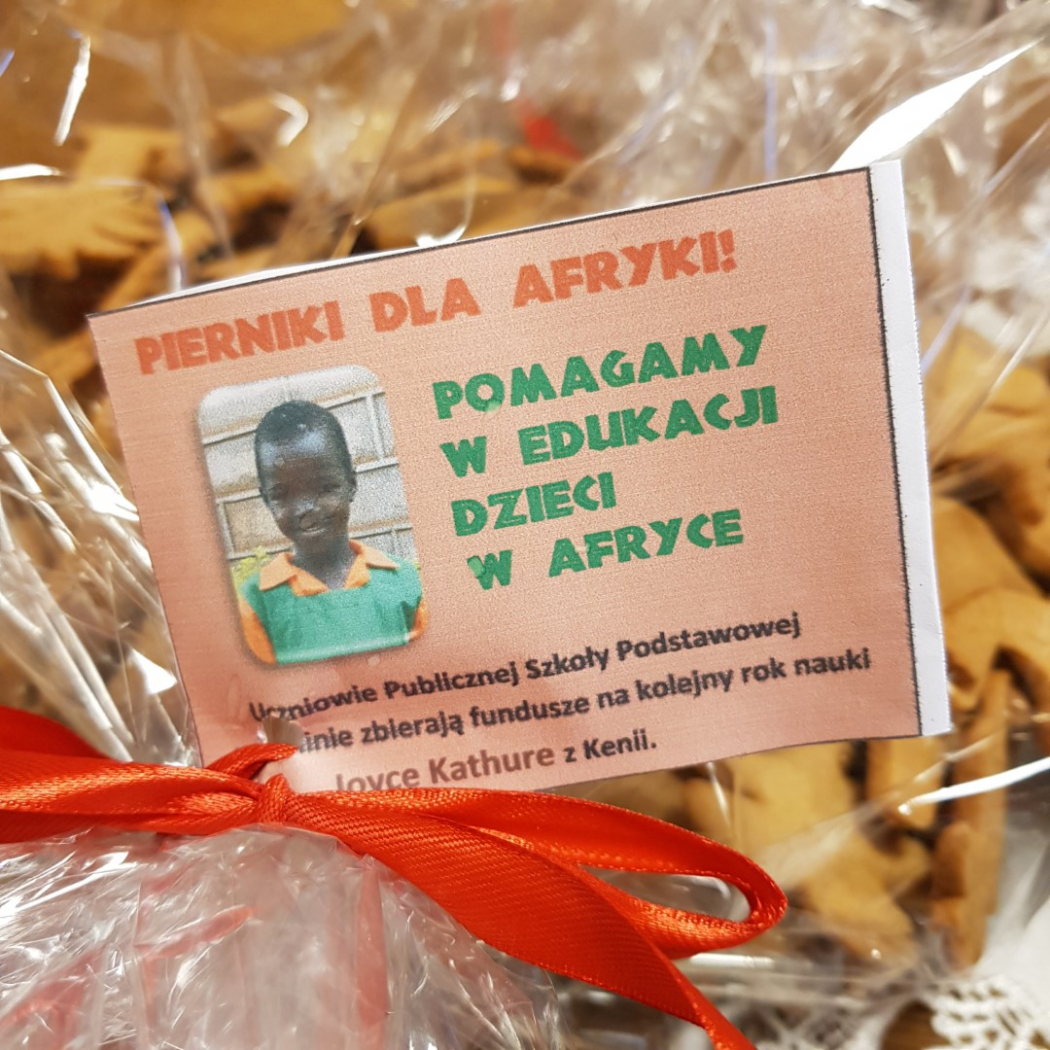 PIERNIKI DLA AFRYKI!
POMAGAMY
W EDUKACJI
DZIECI
W AFRYCE
Uczniowie Publicznej Szkoły Podstawowej
zbierają fundusze na kolejny rok nauki
Joyce Kathure z Kenii.